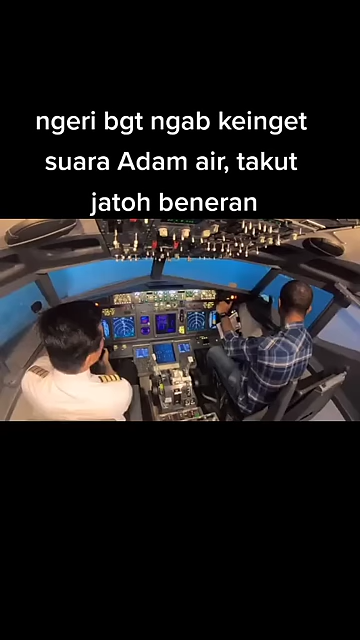 ngeri bgt ngab keinget
suara Adam air, takut
jatoh beneran